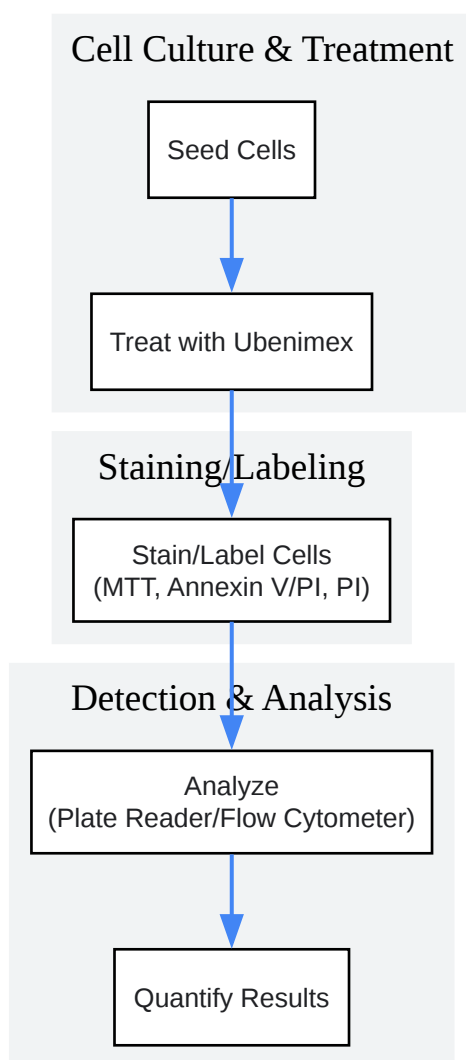 Cell Culture & Treatment
Seed Cells
Treat with Ubenimex
Staining/Labeling
Stain/Label Cells
(MTT, Annexin V/PI, PI)
Detection & Analysis
Analyze
(Plate Reader/Flow Cytometer)
Quantify Results